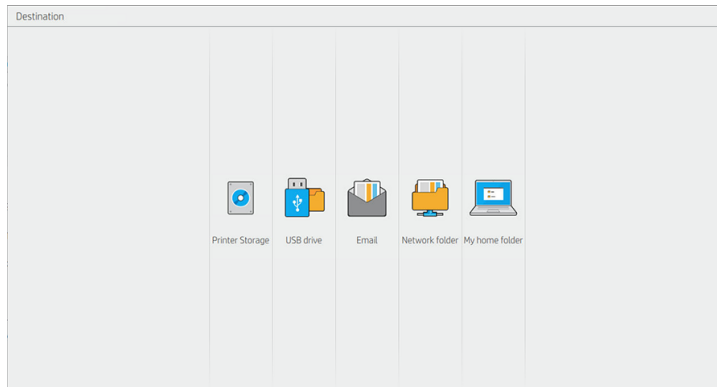 Destination
Printer Storage
USB drive
Email
Network folder
My home folder